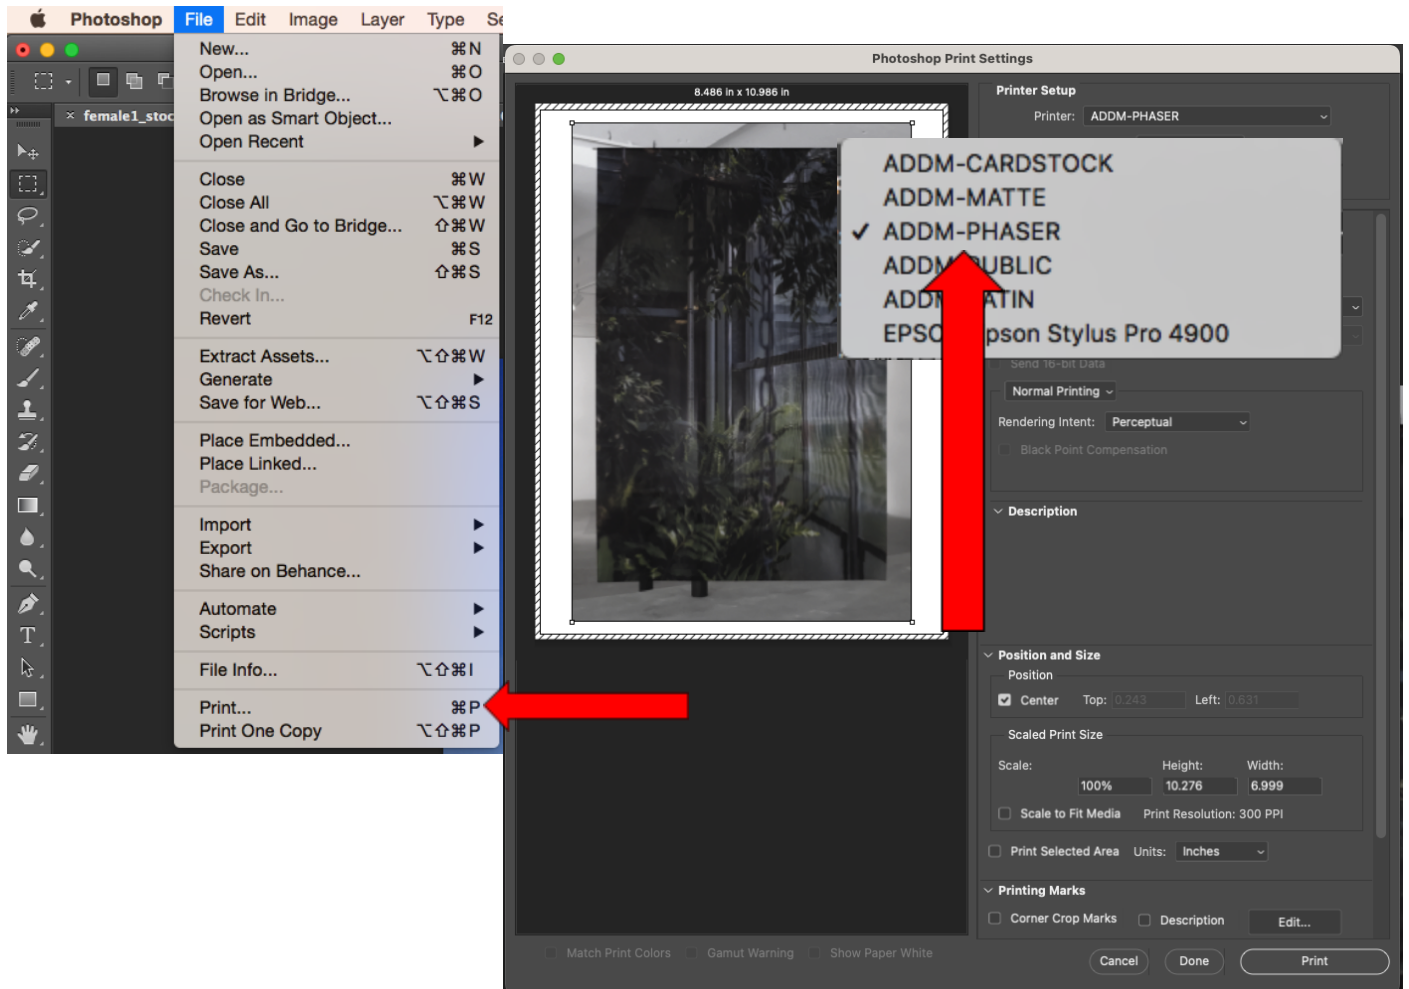 Photoshop File Edit Image Layer Type Se
New... ⌘N
Open... ⌘O
Browse in Bridge... ⌥⌘O
Open as Smart Object...
Open Recent
Close ⌘W
Close All ⌥⌘W
Close and Go to Bridge... ⇧⌘W
Save ⌘S
Save As... ⇧⌘S
Check In...
Revert F12
Extract Assets... ⌥⇧⌘W
Generate
Save for Web... ⌥⇧⌘S
Place Embedded...
Place Linked...
Package...
Import
Export
Share on Behance...
Automate
Scripts
File Info... ⌥⇧⌘I
Print... ⌘P
Print One Copy ⌥⇧⌘P
× female1_stoc
Photoshop Print Settings
8.486 in x 10.986 in
Printer Setup
Printer: ADDM-PHASER
ADDM-CARDSTOCK
ADDM-MATTE
✓ ADDM-PHASER
ADDM PUBLIC
ADDM ATIN
EPSO pson Stylus Pro 4900
Send 16-bit Data
Normal Printing
Rendering Intent: Perceptual
Black Point Compensation
Description
Position and Size
Position
Center Top: 0.243 Left: 0.631
Scaled Print Size
Scale: Height: Width:
100% 10.276 6.999
Scale to Fit Media Print Resolution: 300 PPI
Print Selected Area Units: Inches
Printing Marks
Corner Crop Marks Description Edit...
Match Print Colors Gamut Warning Show Paper White
Cancel Done Print